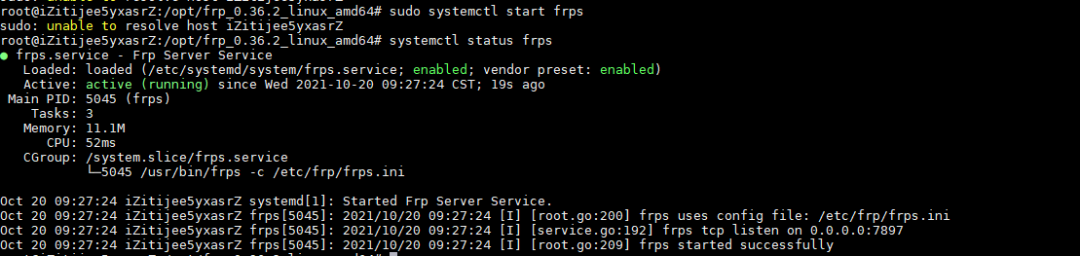 root@iZitijee5yxasrZ:/opt/frp_0.36.2_linux_amd64# sudo systemctl start frps
sudo: unable to resolve host iZitijee5yxasrZ
root@iZitijee5yxasrZ:/opt/frp_0.36.2_linux_amd64# systemctl status frps
● frps.service - Frp Server Service
Loaded: loaded (/etc/systemd/system/frps.service; enabled; vendor preset: enabled)
Active: active (running) since Wed 2021-10-20 09:27:24 CST; 19s ago
Main PID: 5045 (frps)
Tasks: 3
Memory: 11.1M
CPU: 52ms
CGroup: /system.slice/frps.service
└─5045 /usr/bin/frps -c /etc/frp/frps.ini
Oct 20 09:27:24 iZitijee5yxasrZ systemd[1]: Started Frp Server Service.
Oct 20 09:27:24 iZitijee5yxasrZ frps[5045]: 2021/10/20 09:27:24 [I] [root.go:200] frps uses config file: /etc/frp/frps.ini
Oct 20 09:27:24 iZitijee5yxasrZ frps[5045]: 2021/10/20 09:27:24 [I] [service.go:192] frps tcp listen on 0.0.0.0:7897
Oct 20 09:27:24 iZitijee5yxasrZ frps[5045]: 2021/10/20 09:27:24 [I] [root.go:209] frps started successfully